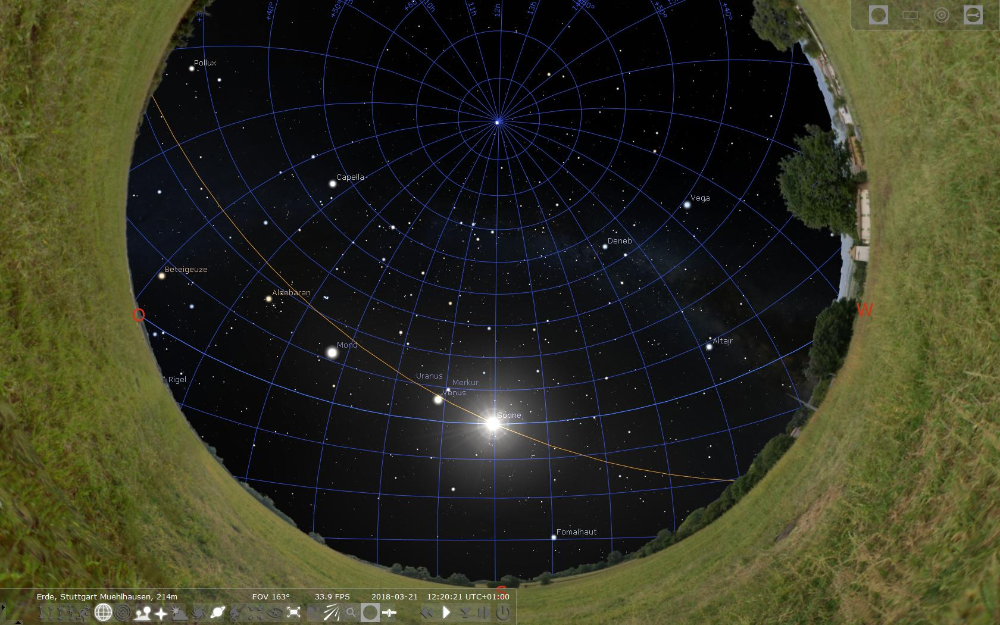 +40°
+50°
10h
11h
12h
13h
+50°
+40°
Pollux
Capella
Vega
Deneb
Beteigeuze
Aldebaran
O
W
Altair
Mond
Uranus
Rigel
Merkur
Venus
Sonne
Fomalhaut
S
Erde, Stuttgart Muehlhausen, 214m FOV 163° 33.9 FPS 2018-03-21 12:20:21 UTC+01:00